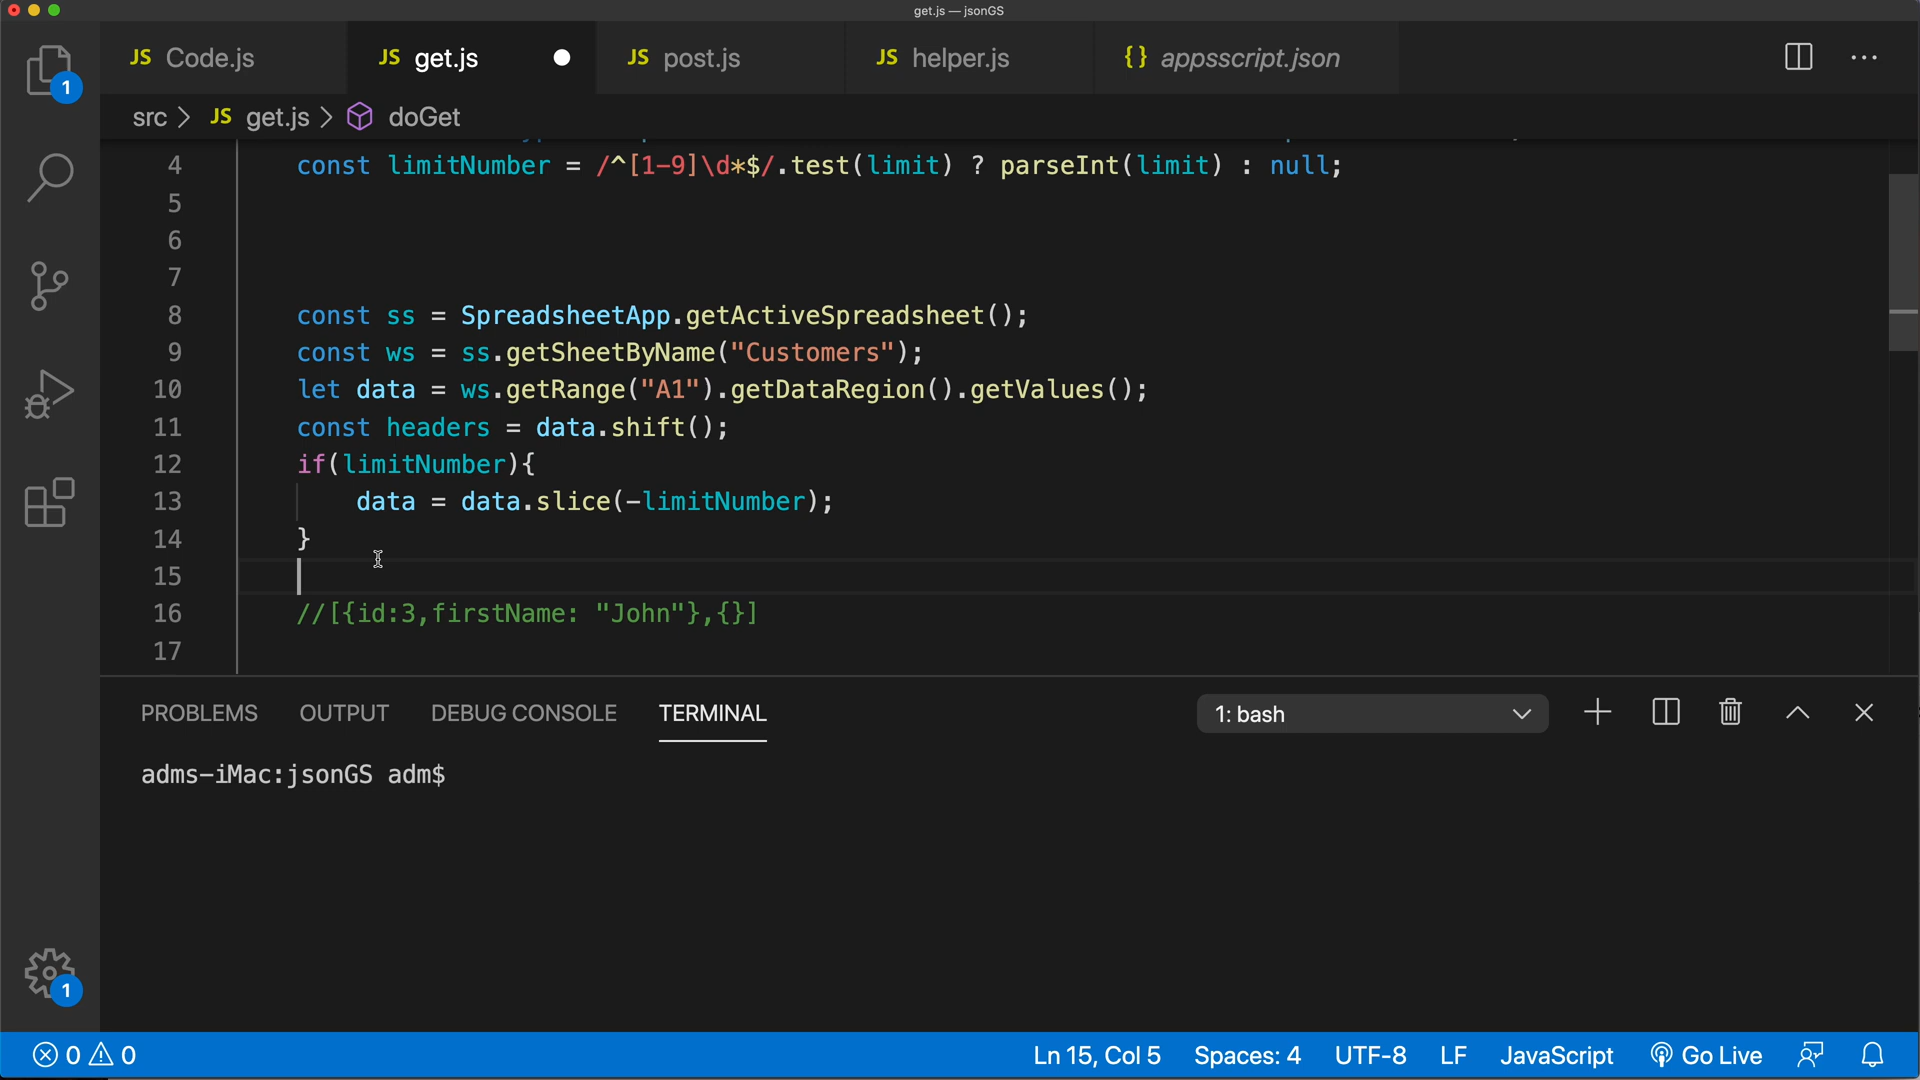 get.js — jsonGS
JS Code.js
JS get.js
JS post.js
JS helper.js
{} appsscript.json
1
src > JS get.js > doGet
4 const limitNumber = /^[1-9]\d*$/.test(limit) ? parseInt(limit) : null;
5
6
7
8 const ss = SpreadsheetApp.getActiveSpreadsheet();
9 const ws = ss.getSheetByName("Customers");
10 let data = ws.getRange("A1").getDataRegion().getValues();
11 const headers = data.shift();
12 if(limitNumber){
13 data = data.slice(-limitNumber);
14 }
15
16 //[{id:3,firstName: "John"},{}]
17
PROBLEMS OUTPUT DEBUG CONSOLE TERMINAL 1: bash
adms-iMac:jsonGS adm$
1
0 0 Ln 15, Col 5 Spaces: 4 UTF-8 LF JavaScript Go Live